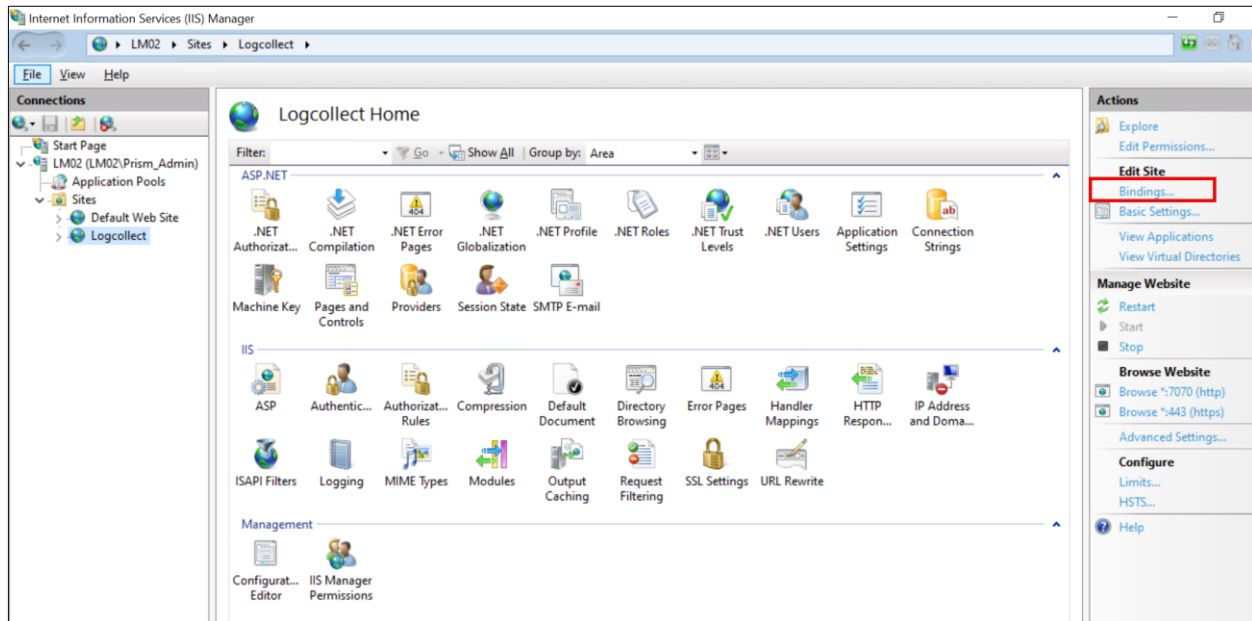 Internet Information Services (IIS) Manager
LM02 Sites Logcollect
File View Help
Connections
Start Page
LM02 (LM02\Prism_Admin)
Application Pools
Sites
Default Web Site
Logcollect
Logcollect Home
Filter: Go Show All Group by: Area
ASP.NET
.NET .NET .NET Error .NET .NET Profile .NET Roles .NET Trust .NET Users Application Connection
Authorizat... Compilation Pages Globalization Levels Settings Strings
Machine Key Pages and Providers Session State SMTP E-mail
Controls
IIS
ASP Authentic... Authorizat... Compression Default Directory Error Pages Handler HTTP IP Address
Rules Document Browsing Mappings Respon... and Doma...
ISAPI Filters Logging MIME Types Modules Output Request SSL Settings URL Rewrite
Caching Filtering
Management
Configurat... IIS Manager
Editor Permissions
Actions
Explore
Edit Permissions...
Edit Site
Bindings...
Basic Settings...
View Applications
View Virtual Directories
Manage Website
Restart
Start
Stop
Browse Website
Browse *:7070 (http)
Browse *:443 (https)
Advanced Settings...
Configure
Limits...
HSTS...
Help